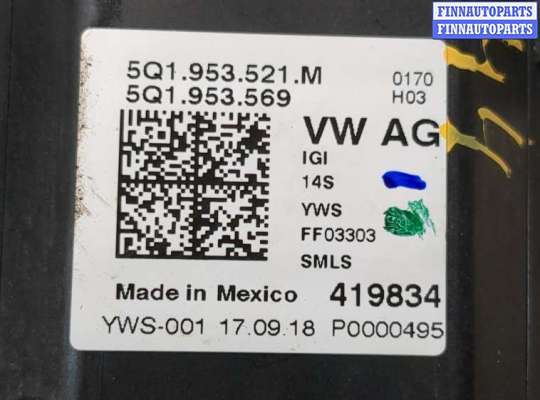 FINNAUTOPARTS
FINNAUTOPARTS
5Q1.953.521.M 0170
5Q1.953.569 H03
VW AG
IGI
14S
YWS
FF03303
SMLS
Made in Mexico 419834
YWS-001 17.09.18 P0000495